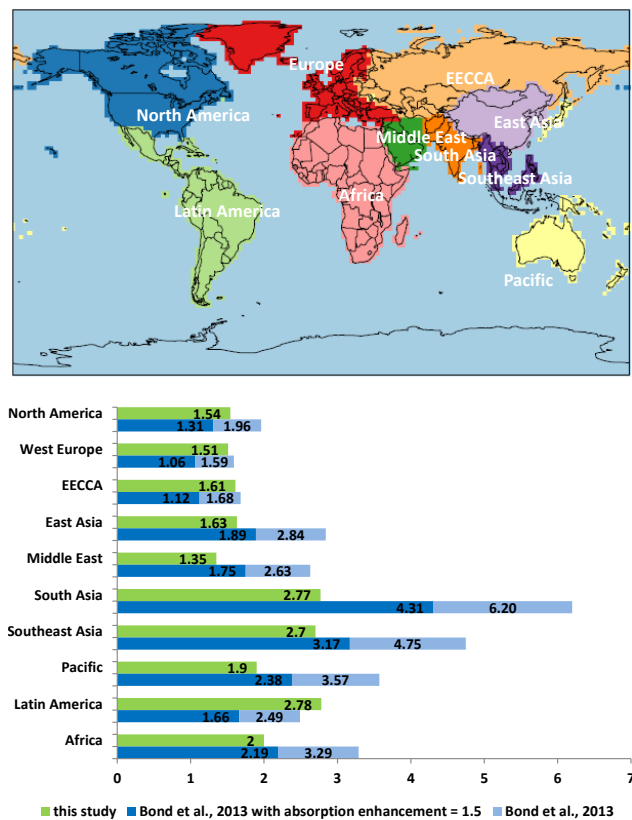 Europe
EECCA
North America
East Asia
Middle East
South Asia
Southeast Asia
Africa
Latin America
Pacific
North America 1.54
1.31 1.96
West Europe 1.51
1.06 1.59
EECCA 1.61
1.12 1.68
East Asia 1.63
1.89 2.84
Middle East 1.35
1.75 2.63
South Asia 2.77
4.31 6.20
Southeast Asia 2.7
3.17 4.75
Pacific 1.9
2.38 3.57
Latin America 2.78
1.66 2.49
Africa 2
2.19 3.29
0 1 2 3 4 5 6 7
this study Bond et al., 2013 with absorption enhancement = 1.5 Bond et al., 2013